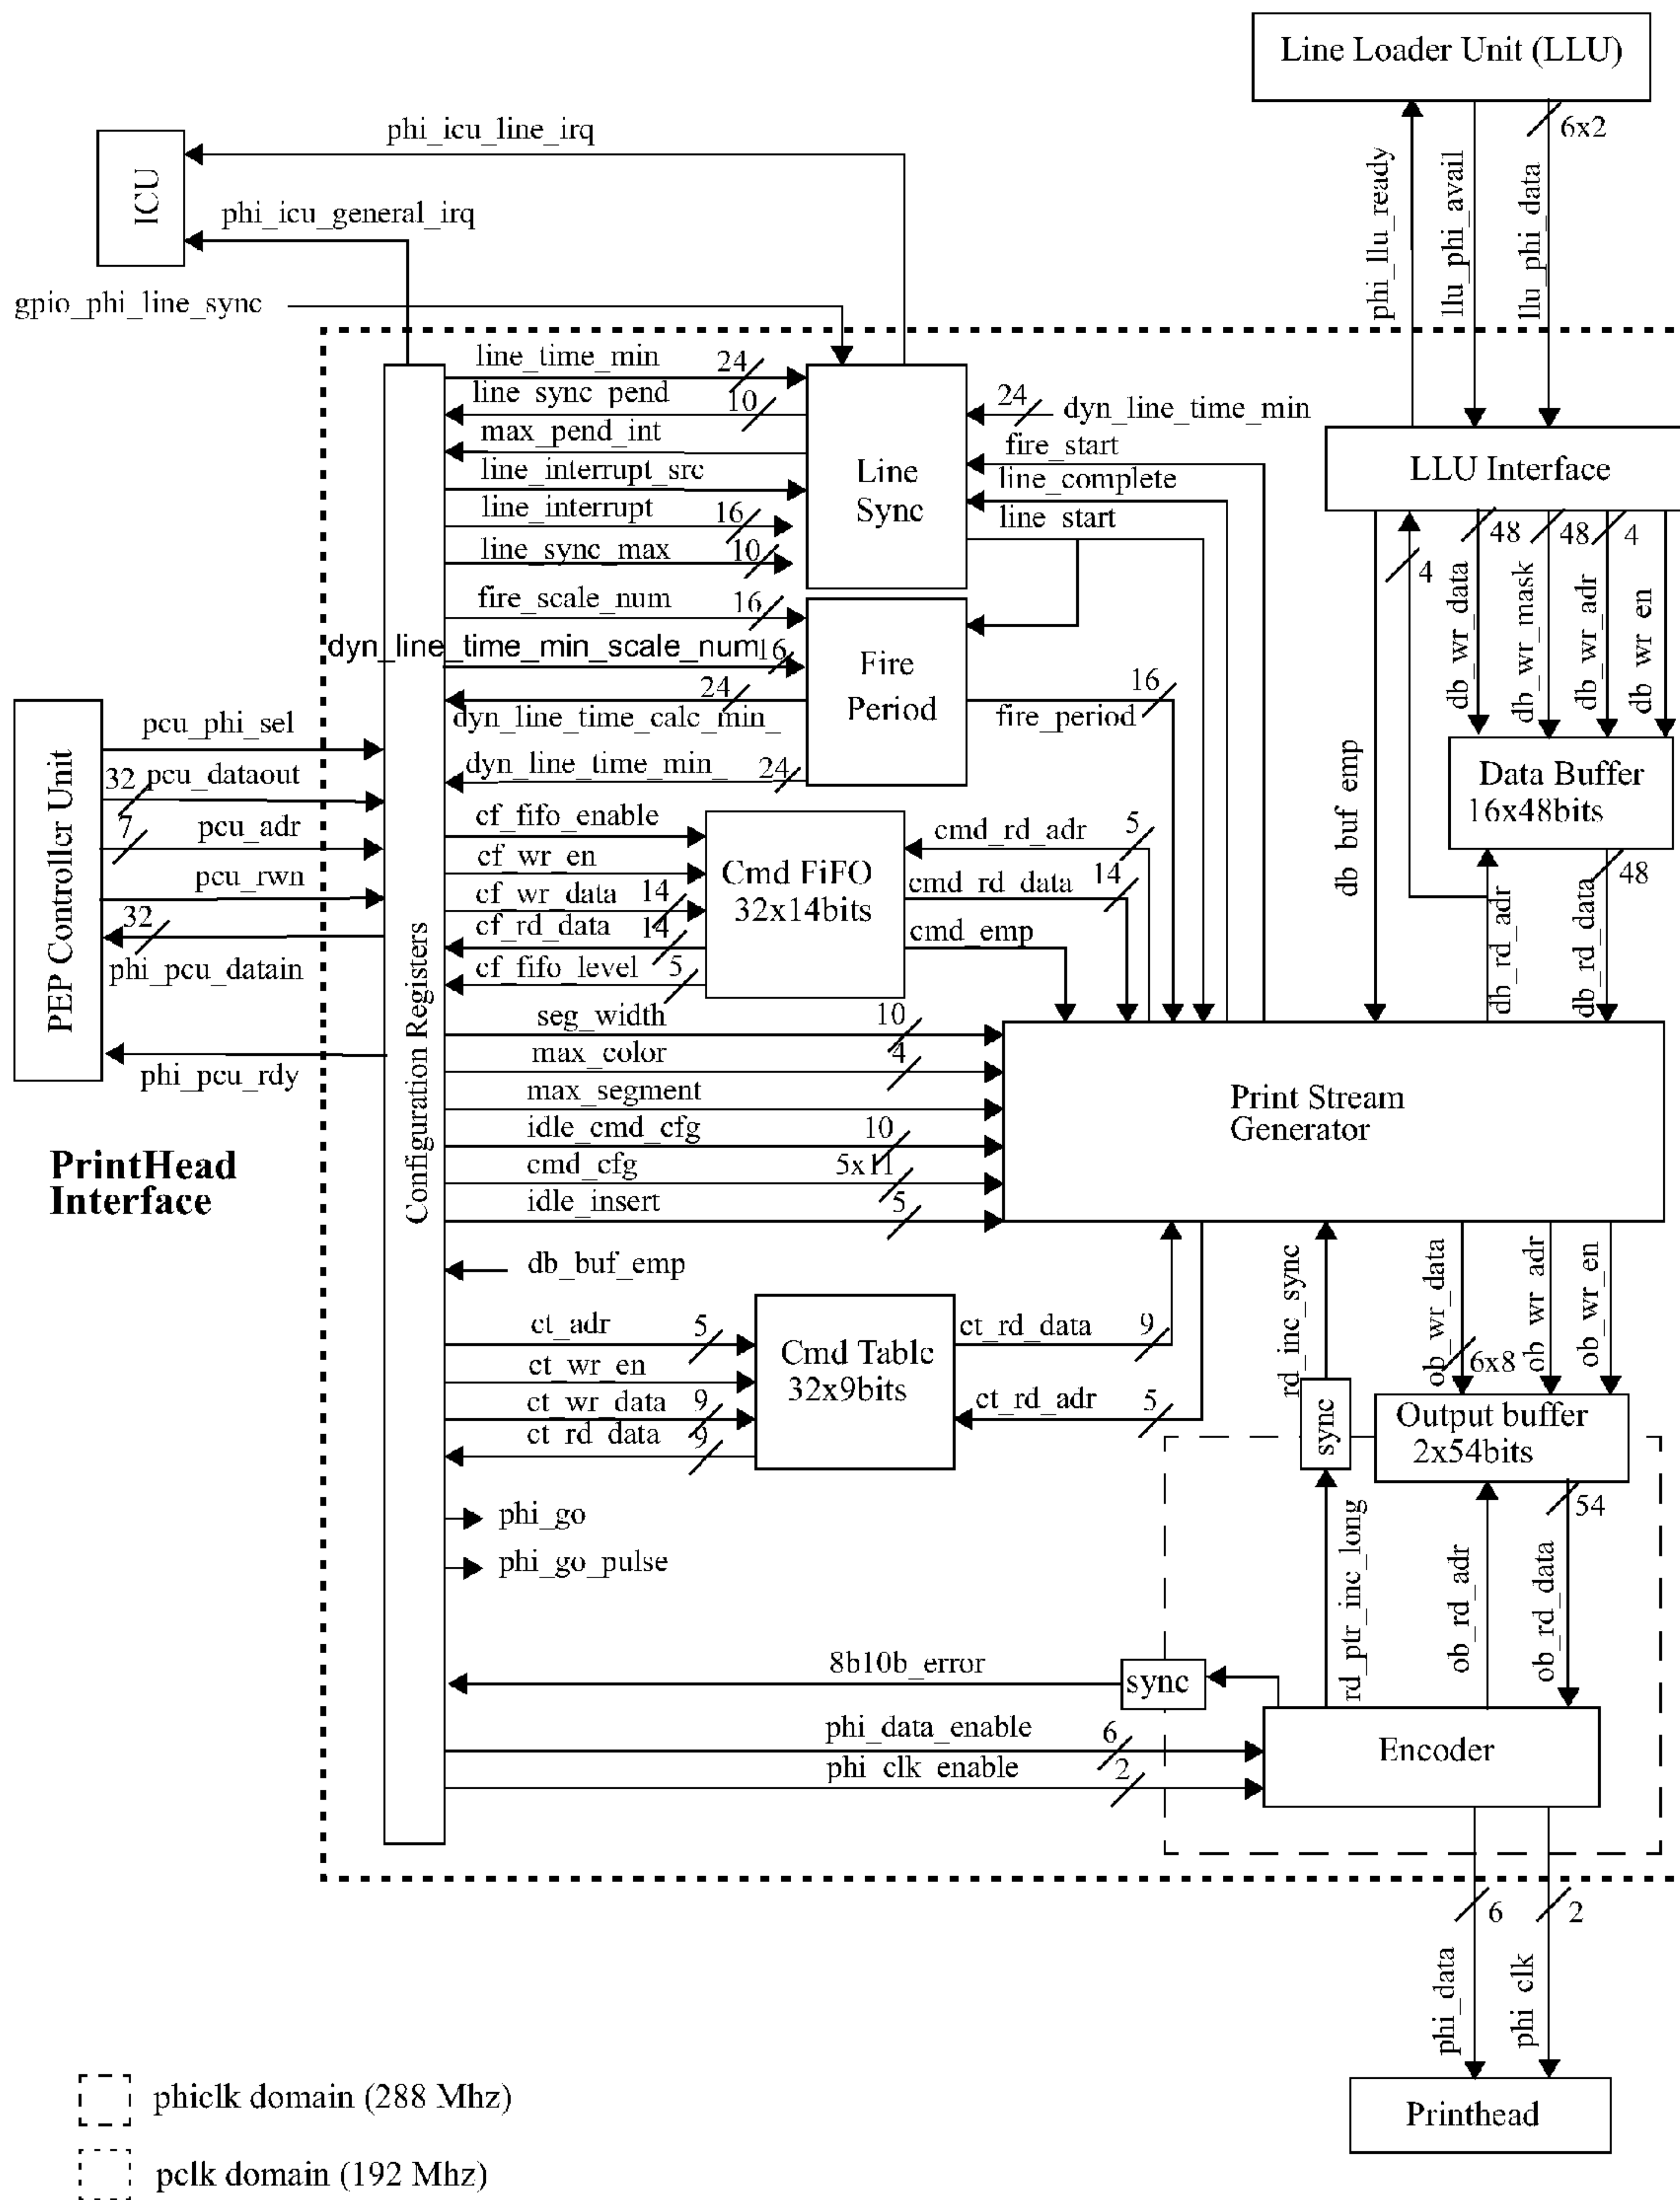 Line Loader Unit (LLU)
6x2
phi_llu_ready
llu_phi_avail
llu_phi_data
ICU
phi_icu_line_irq
phi_icu_general_irq
gpio_phi_line_sync
line_time_min
24
line_sync_pend
10
max_pend_int
line_interrupt_src
line_interrupt
16
line_sync_max
10
Line
Sync
24
dyn_line_time_min
fire_start
line_complete
line_start
LLU Interface
4
48
48
4
db_wr_data
db_wr_mask
db_wr_adr
db_wr_en
fire_scale_num
16
dyn_line_time_min_scale_num
16
24
dyn_line_time_calc_min_
dyn_line_time_min_
24
Fire
Period
16
fire_period
db_buf_emp
Data Buffer
16x48bits
48
db_rd_adr
db_rd_data
PEP Controller Unit
pcu_phi_sel
32
pcu_dataout
7
pcu_adr
pcu_rwn
32
phi_pcu_datain
phi_pcu_rdy
PrintHead
Interface
Configuration Registers
cf_fifo_enable
cf_wr_en
cf_wr_data
14
cf_rd_data
14
cf_fifo_level
5
Cmd FiFO
32x14bits
cmd_rd_adr
5
cmd_rd_data
14
cmd_emp
seg_width
10
max_color
4
max_segment
idle_cmd_cfg
10
cmd_cfg
5x11
idle_insert
5
Print Stream
Generator
db_buf_emp
ct_adr
5
ct_wr_en
ct_wr_data
9
ct_rd_data
9
Cmd Table
32x9bits
ct_rd_data
9
ct_rd_adr
5
rd_inc_sync
sync
ob_wr_data
6x8
ob_wr_adr
ob_wr_en
Output buffer
2x54bits
54
rd_ptr_inc_long
ob_rd_adr
ob_rd_data
phi_go
phi_go_pulse
8b10b_error
sync
phi_data_enable
6
phi_clk_enable
2
Encoder
6
2
phi_data
phi_clk
Printhead
phiclk domain (288 Mhz)
pclk domain (192 Mhz)